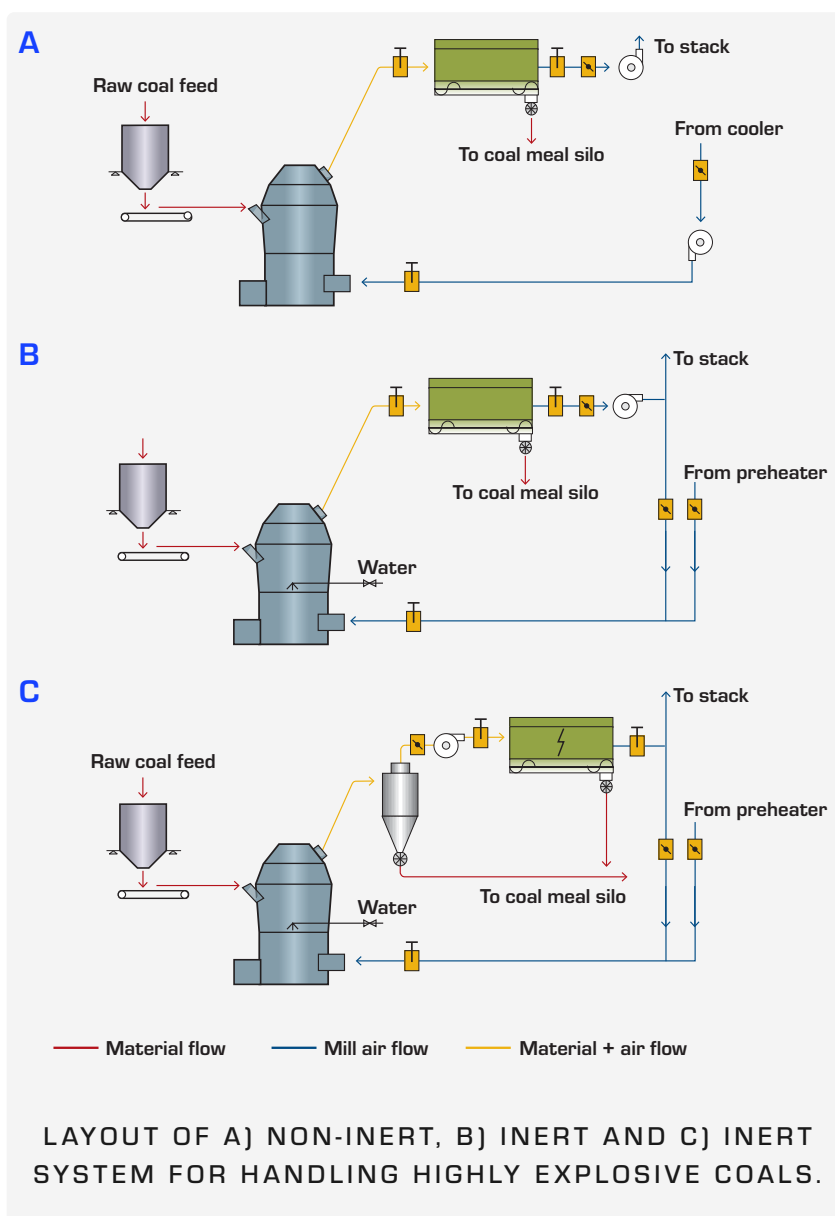 A
To stack
Raw coal feed
From cooler
To coal meal silo
B
To stack
From preheater
To coal meal silo
Water
C
To stack
Raw coal feed
From preheater
To coal meal silo
Water
Material flow
Mill air flow
Material + air flow
LAYOUT OF A) NON-INERT, B) INERT AND C) INERT
SYSTEM FOR HANDLING HIGHLY EXPLOSIVE COALS.